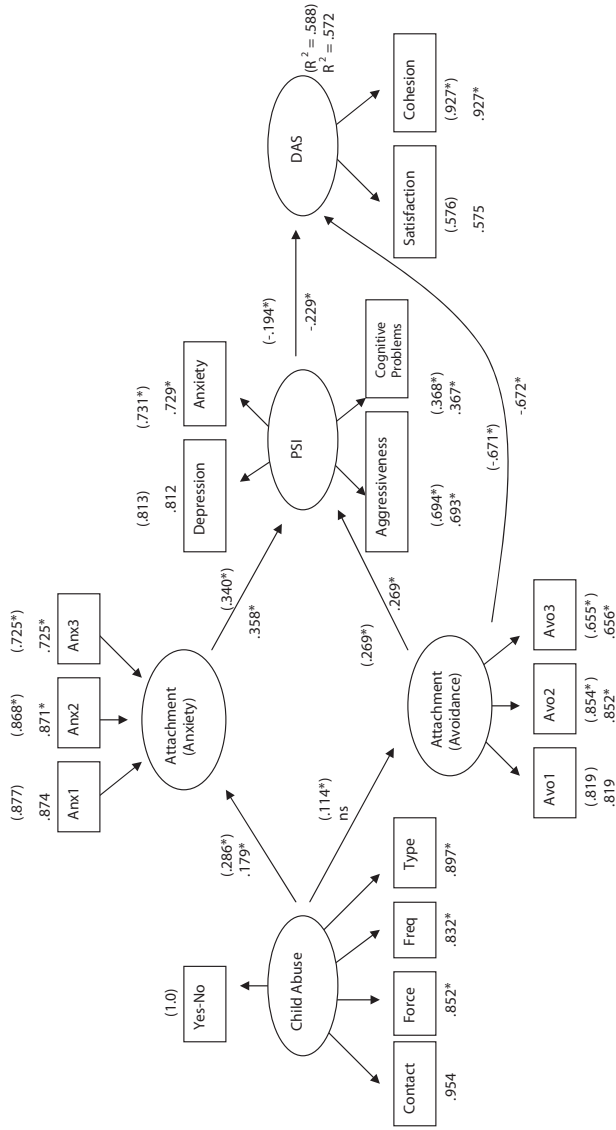 (1.0)
Yes-No
Child Abuse
Contact
Force
Freq
Type
.954
.852*
.832*
.897*
(.286*)
.179*
(.114*)
ns
(.877)
(.868*)
(.725*)
.874
.871*
.725*
Anx1
Anx2
Anx3
Attachment
(Anxiety)
Attachment
(Avoidance)
Avo1
Avo2
Avo3
(.819)
(.854*)
(.655*)
.819
.852*
.656*
(.340*)
.358*
(.269*)
.269*
(.813)
(.731*)
.812
.729*
Depression
Anxiety
PSI
Aggressiveness
Cognitive
Problems
(.694*)
(.368*)
.693*
.367*
(-.194*)
-.229*
(-.671*)
-.672*
(R² = .588)
R² = .572
DAS
Satisfaction
Cohesion
(.576)
(.927*)
.575
.927*